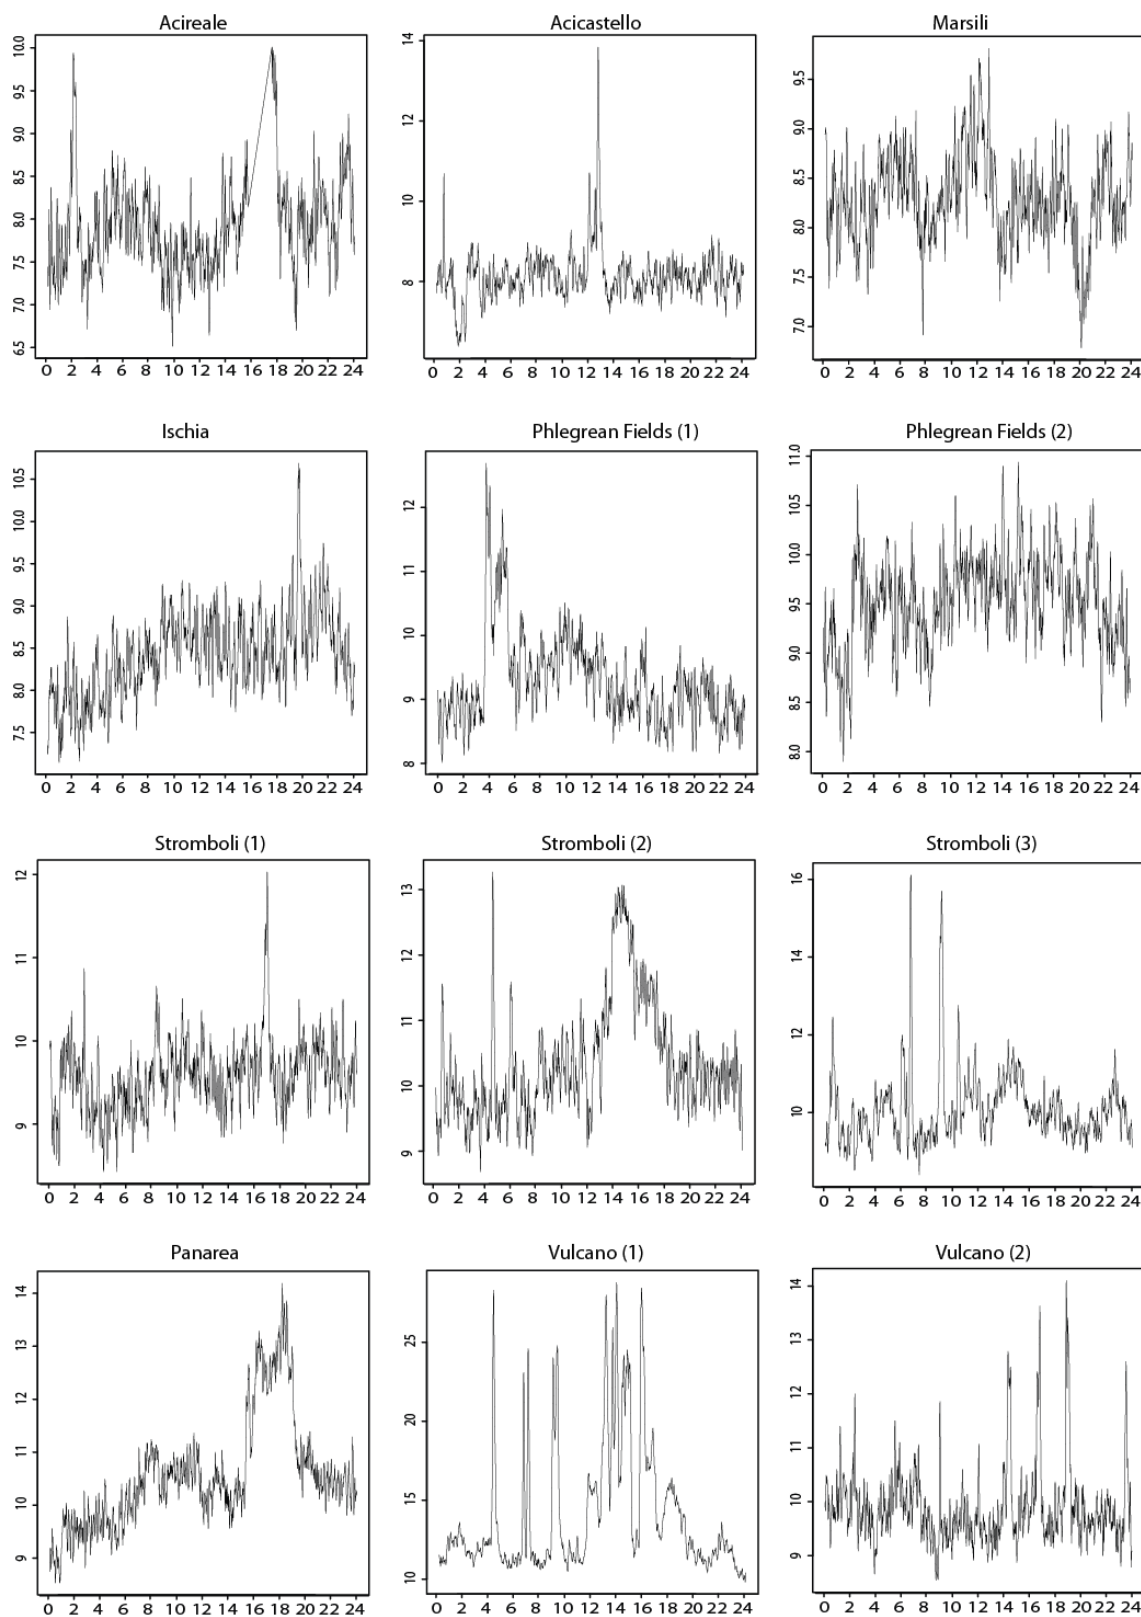 Acireale Acicastello Marsili
10.0 9.5 9.0 8.5 8.0 7.5 7.0 6.5
14 12 10 8
9.5 9.0 8.5 8.0 7.5 7.0
0 2 4 6 8 10 12 14 16 18 20 22 24
0 2 4 6 8 10 12 14 16 18 20 22 24
0 2 4 6 8 10 12 14 16 18 20 22 24
Ischia Phlegrean Fields (1) Phlegrean Fields (2)
10.5 10.0 9.5 9.0 8.5 8.0 7.5
12 11 10 9 8
11.0 10.5 10.0 9.5 9.0 8.5 8.0
0 2 4 6 8 10 12 14 16 18 20 22 24
0 2 4 6 8 10 12 14 16 18 20 22 24
0 2 4 6 8 10 12 14 16 18 20 22 24
Stromboli (1) Stromboli (2) Stromboli (3)
12 11 10 9
13 12 11 10 9
16 14 12 10
0 2 4 6 8 10 12 14 16 18 20 22 24
0 2 4 6 8 10 12 14 16 18 20 22 24
0 2 4 6 8 10 12 14 16 18 20 22 24
Panarea Vulcano (1) Vulcano (2)
14 13 12 11 10 9
25 20 15 10
14 13 12 11 10 9
0 2 4 6 8 10 12 14 16 18 20 22 24
0 2 4 6 8 10 12 14 16 18 20 22 24
0 2 4 6 8 10 12 14 16 18 20 22 24